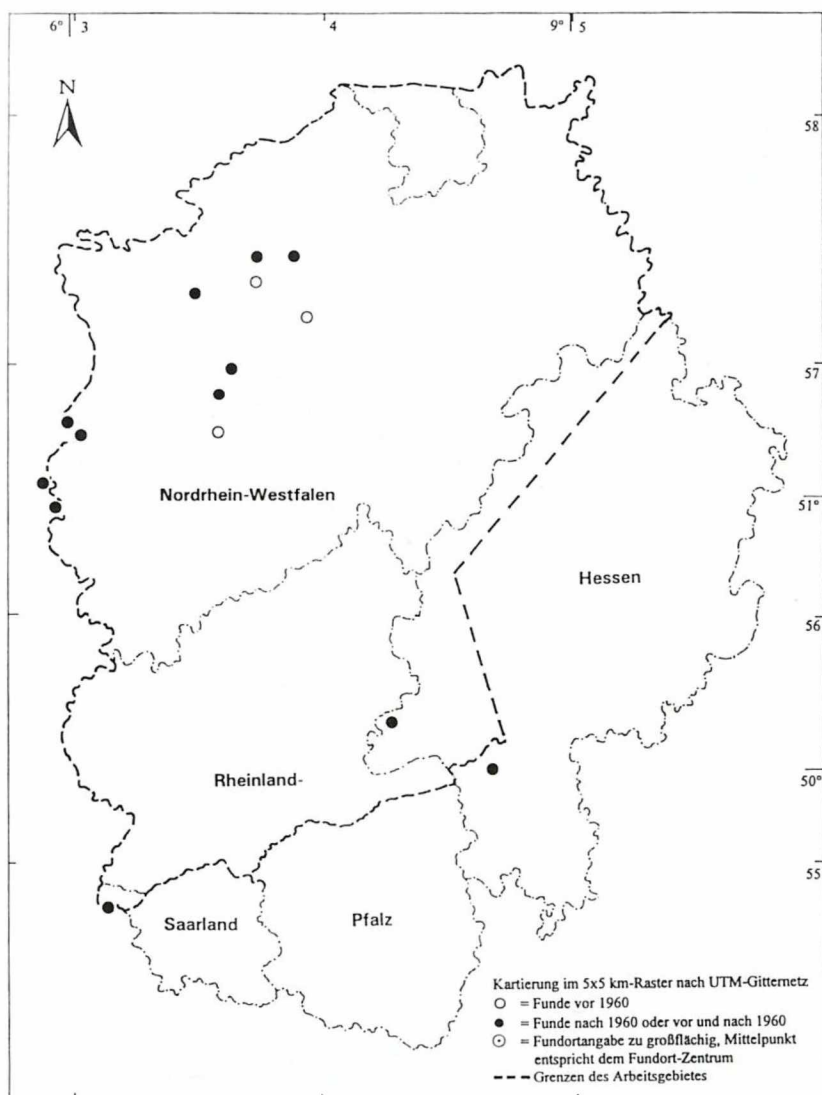 6° 3 4 9° 5
N
58
57
Nordrhein-Westfalen
51°
Hessen
56
Rheinland-
50°
55
Saarland
Pfalz
Kartierung im 5x5 km-Raster nach UTM-Gitternetz
= Funde vor 1960
= Funde nach 1960 oder vor und nach 1960
= Fundortangabe zu großflächig, Mittelpunkt
entspricht dem Fundort-Zentrum
Grenzen des Arbeitsgebietes